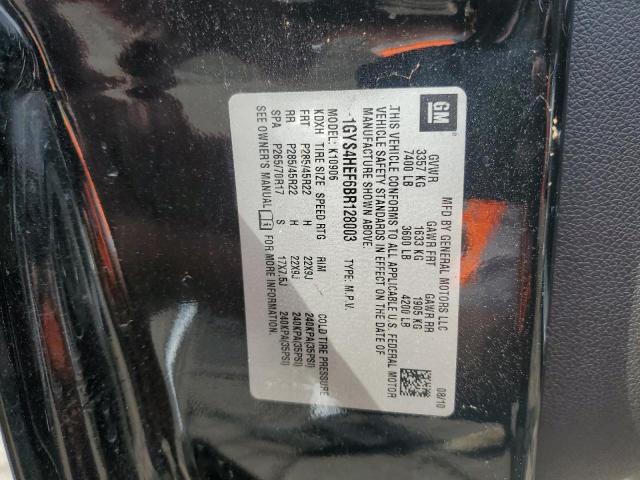 GM
MFD BY GENERAL MOTORS LLC 08/10
GVWR GAWR FRT GAWR RR
3357 KG 1633 KG 1905 KG
7400 LB 3600 LB 4200 LB
THIS VEHICLE CONFORMS TO ALL APPLICABLE U.S. FEDERAL MOTOR
VEHICLE SAFETY STANDARDS IN EFFECT ON THE DATE OF
MANUFACTURE SHOWN ABOVE.
1GYS4HEF6BR128003 TYPE: M.P.V.
MODEL: K10906
KDXH TIRE SIZE SPEED RTG RIM COLD TIRE PRESSURE
FRT P285/45R22 H 22X9J 240KPA(35PSI)
RR P285/45R22 H 22X9J 240KPA(35PSI)
SPA P265/70R17 S 17X7.5J 240KPA(35PSI)
SEE OWNER'S MANUAL FOR MORE INFORMATION.